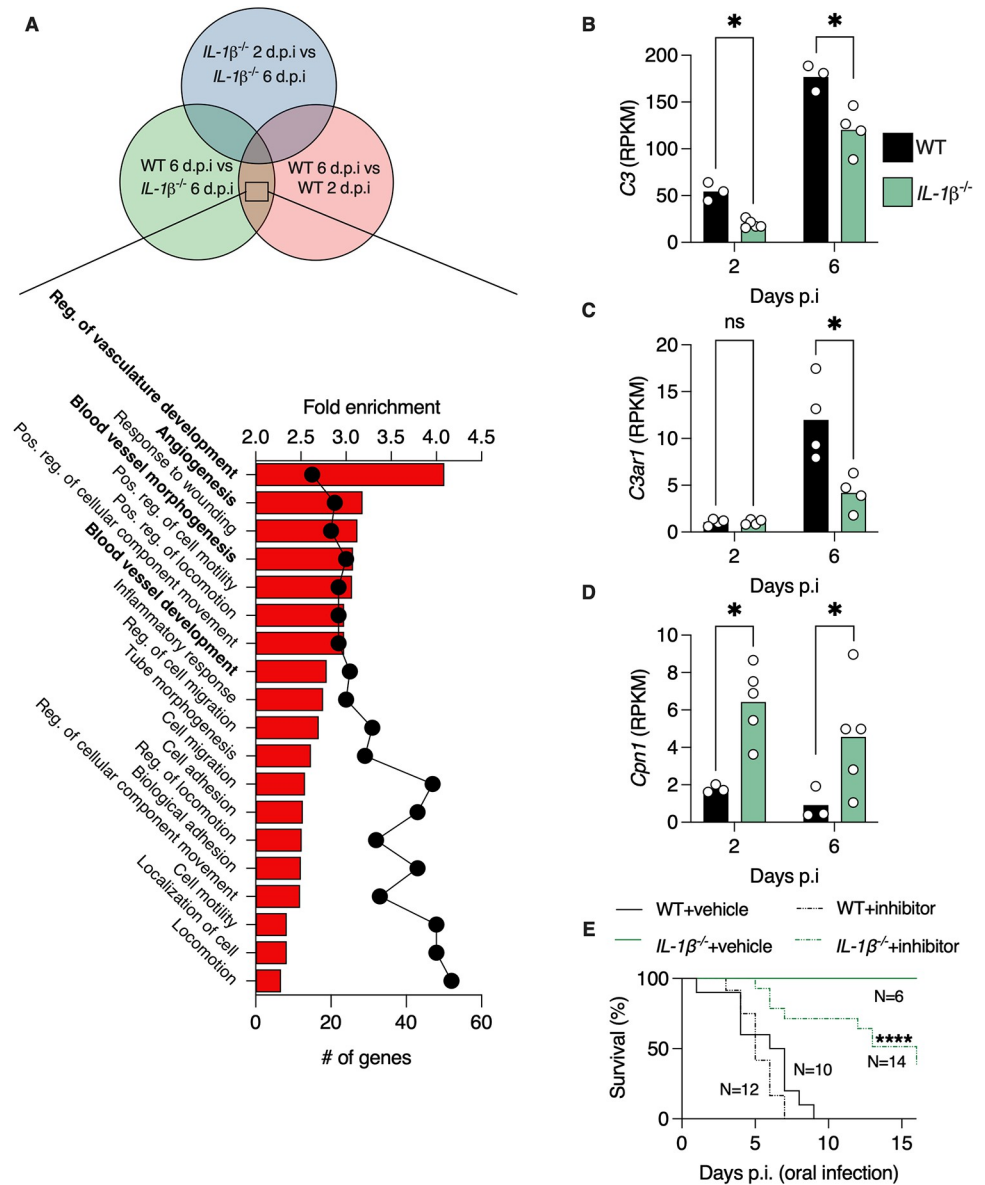 A
IL-1β-/- 2 d.p.i vs
IL-1β-/- 6 d.p.i
WT 6 d.p.i vs
IL-1β-/- 6 d.p.i
WT 6 d.p.i vs
WT 2 d.p.i
Fold enrichment
2.0 2.5 3.0 3.5 4.0 4.5
Reg. of vasculature development
Angiogenesis
Response to wounding
Blood vessel morphogenesis
Pos. reg. of cell motility
Pos. reg. of locomotion
Pos. reg. of cellular component movement
Blood vessel development
Inflammatory response
Reg. of cell migration
Tube morphogenesis
Cell migration
Cell adhesion
Reg. of locomotion
Biological adhesion
Reg. of cellular component movement
Cell motility
Localization of cell
Locomotion
0 20 40 60
# of genes
B
* *
C3 (RPKM)
200
150
100
50
0
2 6
Days p.i
WT
IL-1β-/-
C
ns *
C3ar1 (RPKM)
20
15
10
5
0
2 6
Days p.i
D
* *
Cpn1 (RPKM)
10
8
6
4
2
0
2 6
Days p.i
E
WT+vehicle WT+inhibitor
IL-1β-/-+vehicle IL-1β-/-+inhibitor
Survival (%)
100
50
0
N=6
****
N=14
N=10
N=12
0 5 10 15
Days p.i. (oral infection)